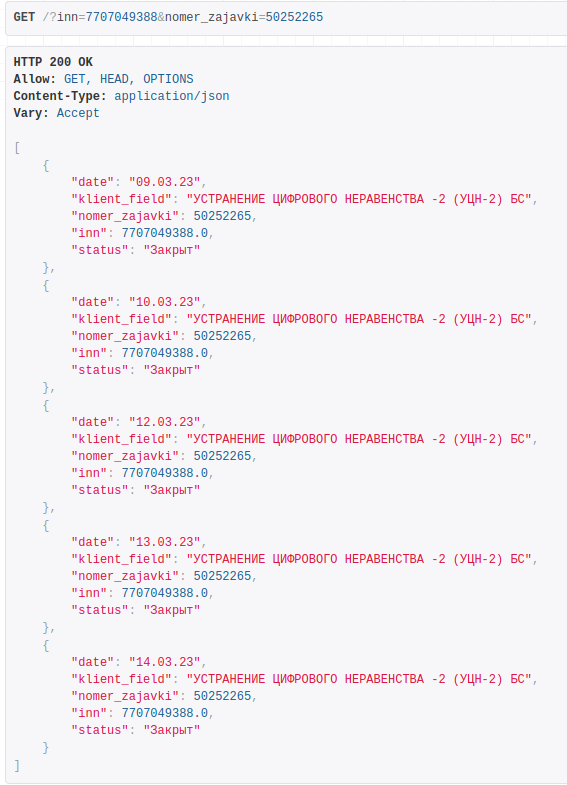 GET /?inn=7707049388&nomer_zajavki=50252265
HTTP 200 OK
Allow: GET, HEAD, OPTIONS
Content-Type: application/json
Vary: Accept
[
{
"date": "09.03.23",
"klient_field": "УСТРАНЕНИЕ ЦИФРОВОГО НЕРАВЕНСТВА -2 (УЦН-2) БС",
"nomer_zajavki": 50252265,
"inn": 7707049388.0,
"status": "Закрыт"
},
{
"date": "10.03.23",
"klient_field": "УСТРАНЕНИЕ ЦИФРОВОГО НЕРАВЕНСТВА -2 (УЦН-2) БС",
"nomer_zajavki": 50252265,
"inn": 7707049388.0,
"status": "Закрыт"
},
{
"date": "12.03.23",
"klient_field": "УСТРАНЕНИЕ ЦИФРОВОГО НЕРАВЕНСТВА -2 (УЦН-2) БС",
"nomer_zajavki": 50252265,
"inn": 7707049388.0,
"status": "Закрыт"
},
{
"date": "13.03.23",
"klient_field": "УСТРАНЕНИЕ ЦИФРОВОГО НЕРАВЕНСТВА -2 (УЦН-2) БС",
"nomer_zajavki": 50252265,
"inn": 7707049388.0,
"status": "Закрыт"
},
{
"date": "14.03.23",
"klient_field": "УСТРАНЕНИЕ ЦИФРОВОГО НЕРАВЕНСТВА -2 (УЦН-2) БС",
"nomer_zajavki": 50252265,
"inn": 7707049388.0,
"status": "Закрыт"
}
]